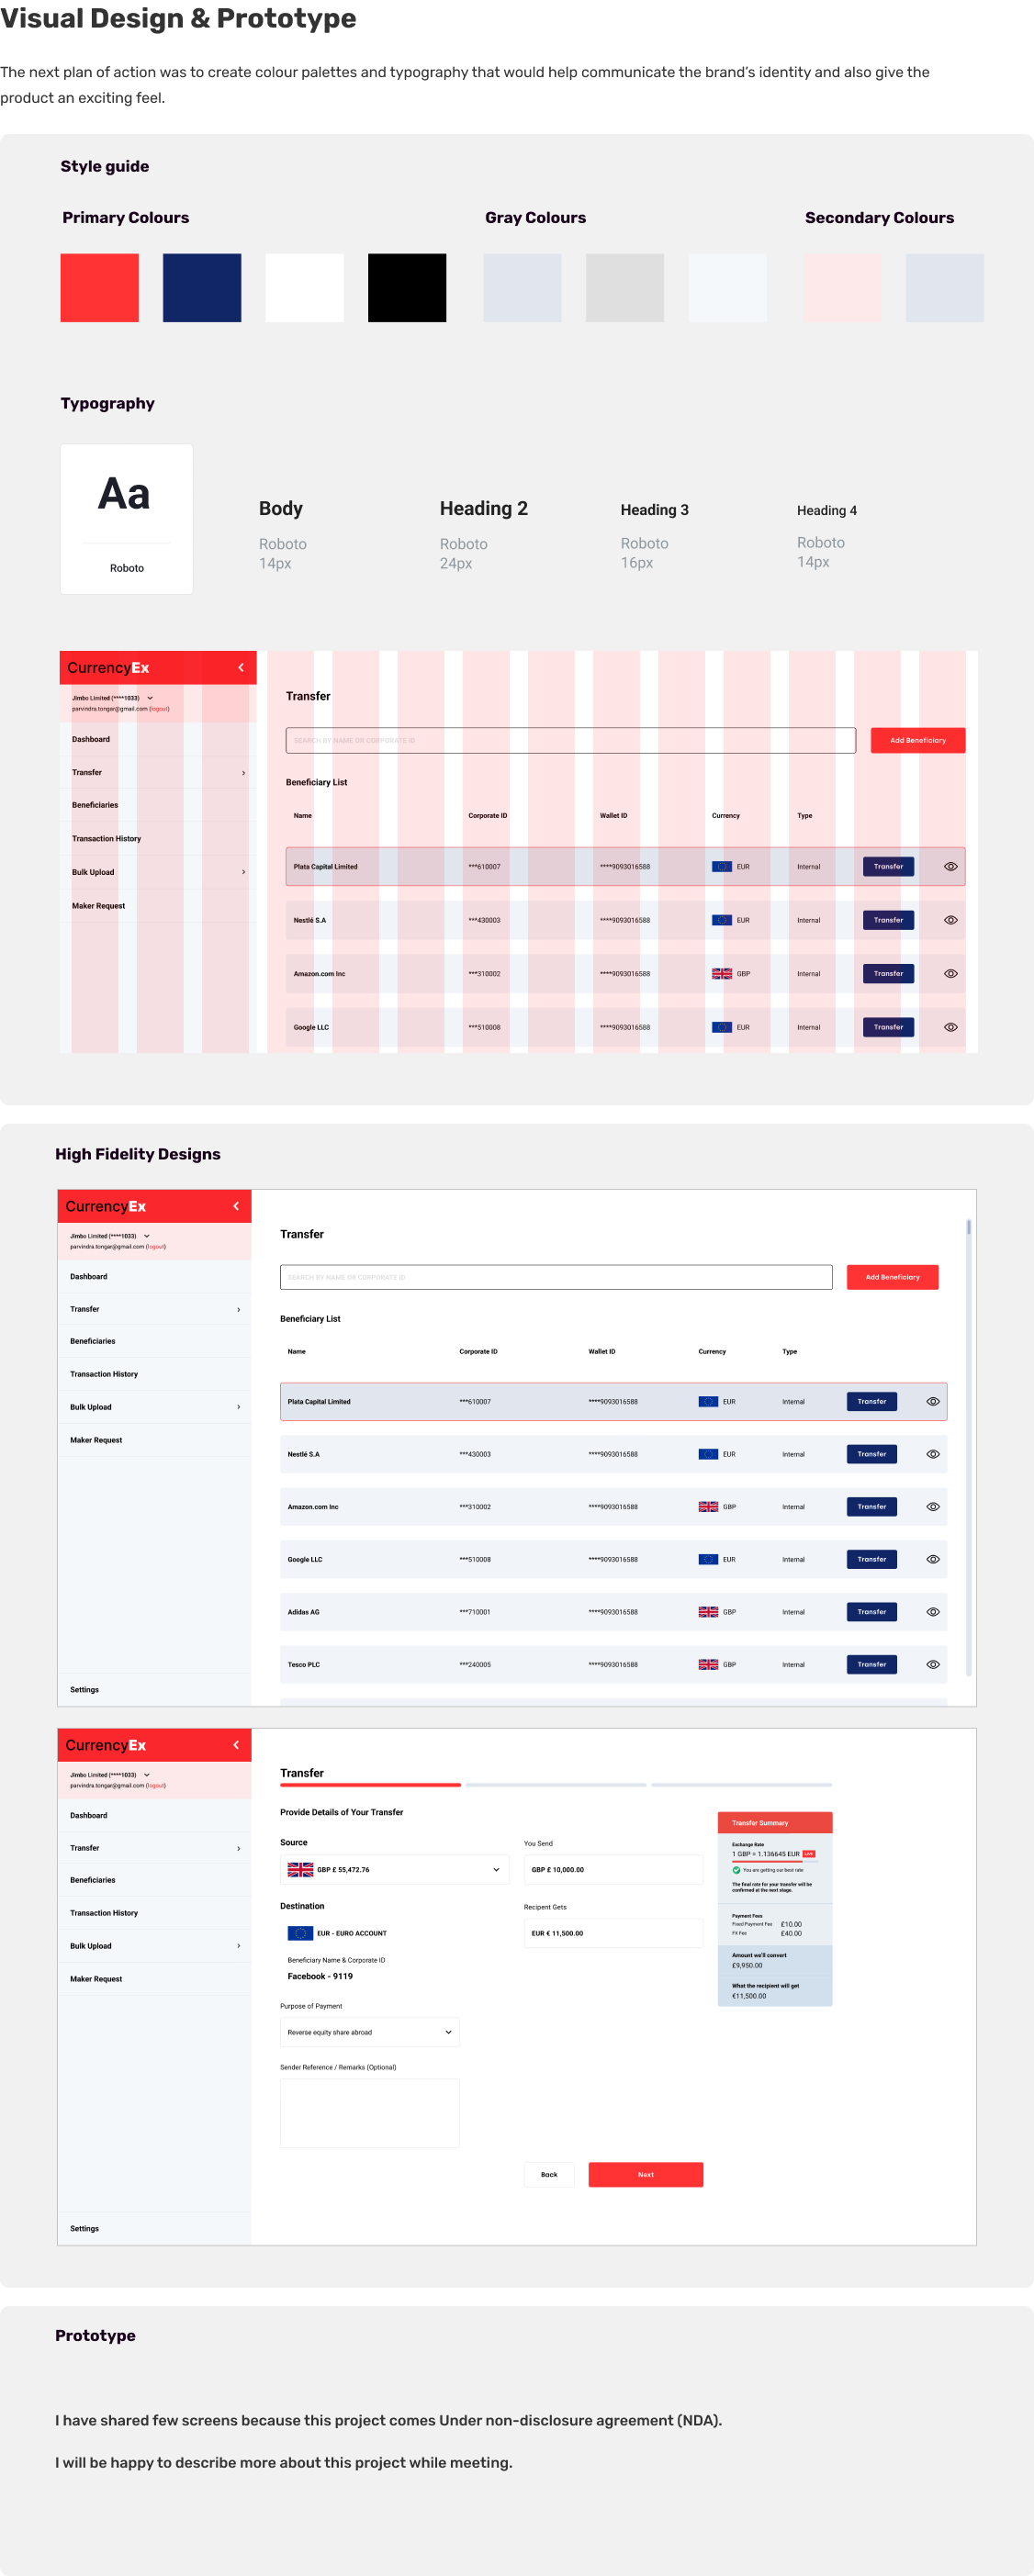 Visual Design & Prototype
The next plan of action was to create colour palettes and typography that would help communicate the brand’s identity and also give the
product an exciting feel.
Style guide
Primary Colours
Gray Colours
Secondary Colours
Typography
Aa
Roboto
Body
Roboto
14px
Heading 2
Roboto
24px
Heading 3
Roboto
16px
Heading 4
Roboto
14px
CurrencyEx
Jimbo Limited (****1033)
parvindra.tongar@gmail.com (logout)
Dashboard
Transfer
Beneficiaries
Transaction History
Bulk Upload
Maker Request
Transfer
SEARCH BY NAME OR CORPORATE ID
Add Beneficiary
Beneficiary List
Name Corporate ID Wallet ID Currency Type
Plata Capital Limited ***610007 ****9093016588 EUR Internal Transfer
Nestlé S.A ***430003 ****9093016588 EUR Internal Transfer
Amazon.com Inc ***310002 ****9093016588 GBP Internal Transfer
Google LLC ***510008 ****9093016588 EUR Internal Transfer
High Fidelity Designs
CurrencyEx
Jimbo Limited (****1033)
parvindra.tongar@gmail.com (logout)
Dashboard
Transfer
Beneficiaries
Transaction History
Bulk Upload
Maker Request
Settings
Transfer
SEARCH BY NAME OR CORPORATE ID
Add Beneficiary
Beneficiary List
Name Corporate ID Wallet ID Currency Type
Plata Capital Limited ***610007 ****9093016588 EUR Internal Transfer
Nestlé S.A ***430003 ****9093016588 EUR Internal Transfer
Amazon.com Inc ***310002 ****9093016588 GBP Internal Transfer
Google LLC ***510008 ****9093016588 EUR Internal Transfer
Adidas AG ***710001 ****9093016588 GBP Internal Transfer
Tesco PLC ***240005 ****9093016588 GBP Internal Transfer
CurrencyEx
Jimbo Limited (****1033)
parvindra.tongar@gmail.com (logout)
Dashboard
Transfer
Beneficiaries
Transaction History
Bulk Upload
Maker Request
Settings
Transfer
Provide Details of Your Transfer
Source
GBP £ 55,472.76
You Send
GBP £ 10,000.00
Destination
EUR - EURO ACCOUNT
Recipent Gets
EUR € 11,500.00
Beneficiary Name & Corporate ID
Facebook - 9119
Purpose of Payment
Reverse equity share abroad
Sender Reference / Remarks (Optional)
Back
Next
Transfer Summary
Exchange Rate
1 GBP = 1.136645 EUR LIVE
You are getting our best rate
The final rate for your transfer will be
confirmed at the next stage.
Payment Fees
Fixed Payment Fee £10.00
FX Fee £40.00
Amount we'll convert
£9,950.00
What the recipient will get
€11,500.00
Prototype
I have shared few screens because this project comes Under non-disclosure agreement (NDA).
I will be happy to describe more about this project while meeting.